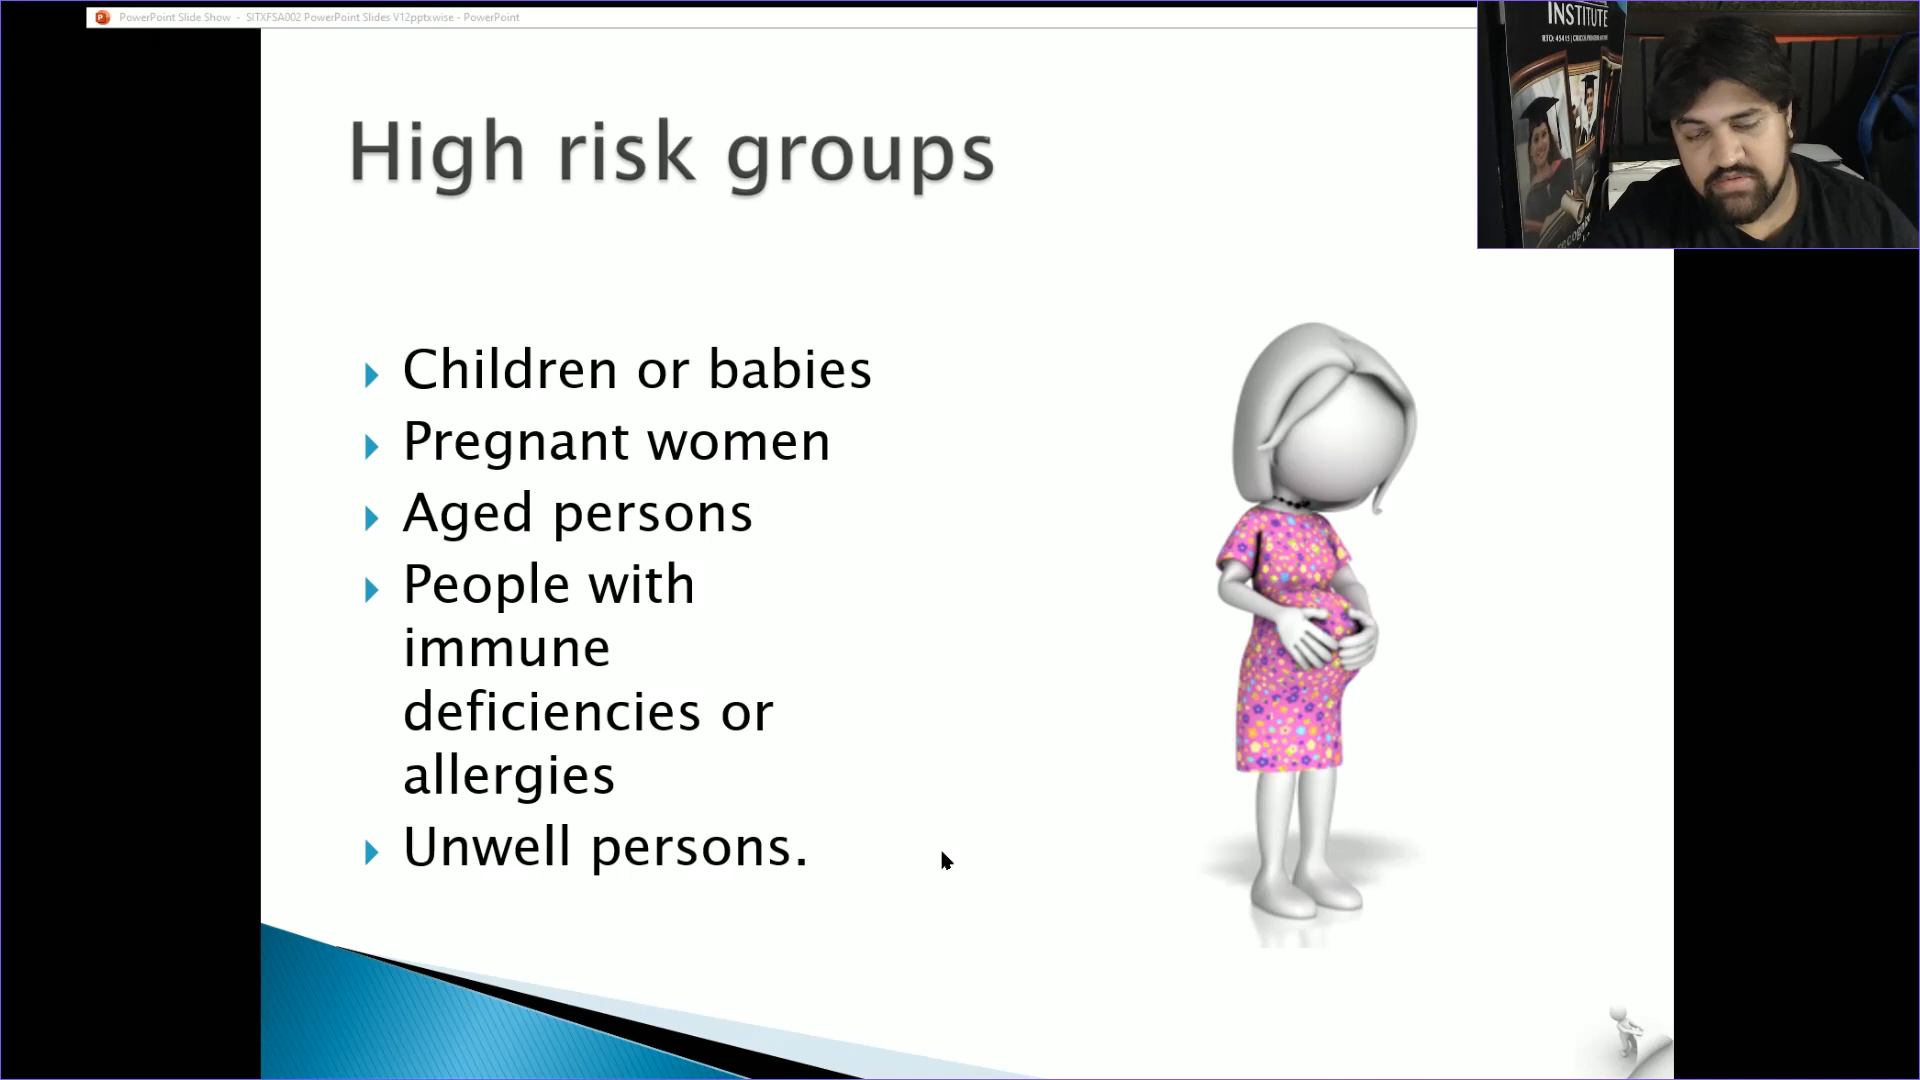 PowerPoint Slide Show - SITXFSA002 PowerPoint Slides V12pptxwise - PowerPoint
INSTITUTE
High risk groups
Children or babies
Pregnant women
Aged persons
People with
immune
deficiencies or
allergies
Unwell persons.